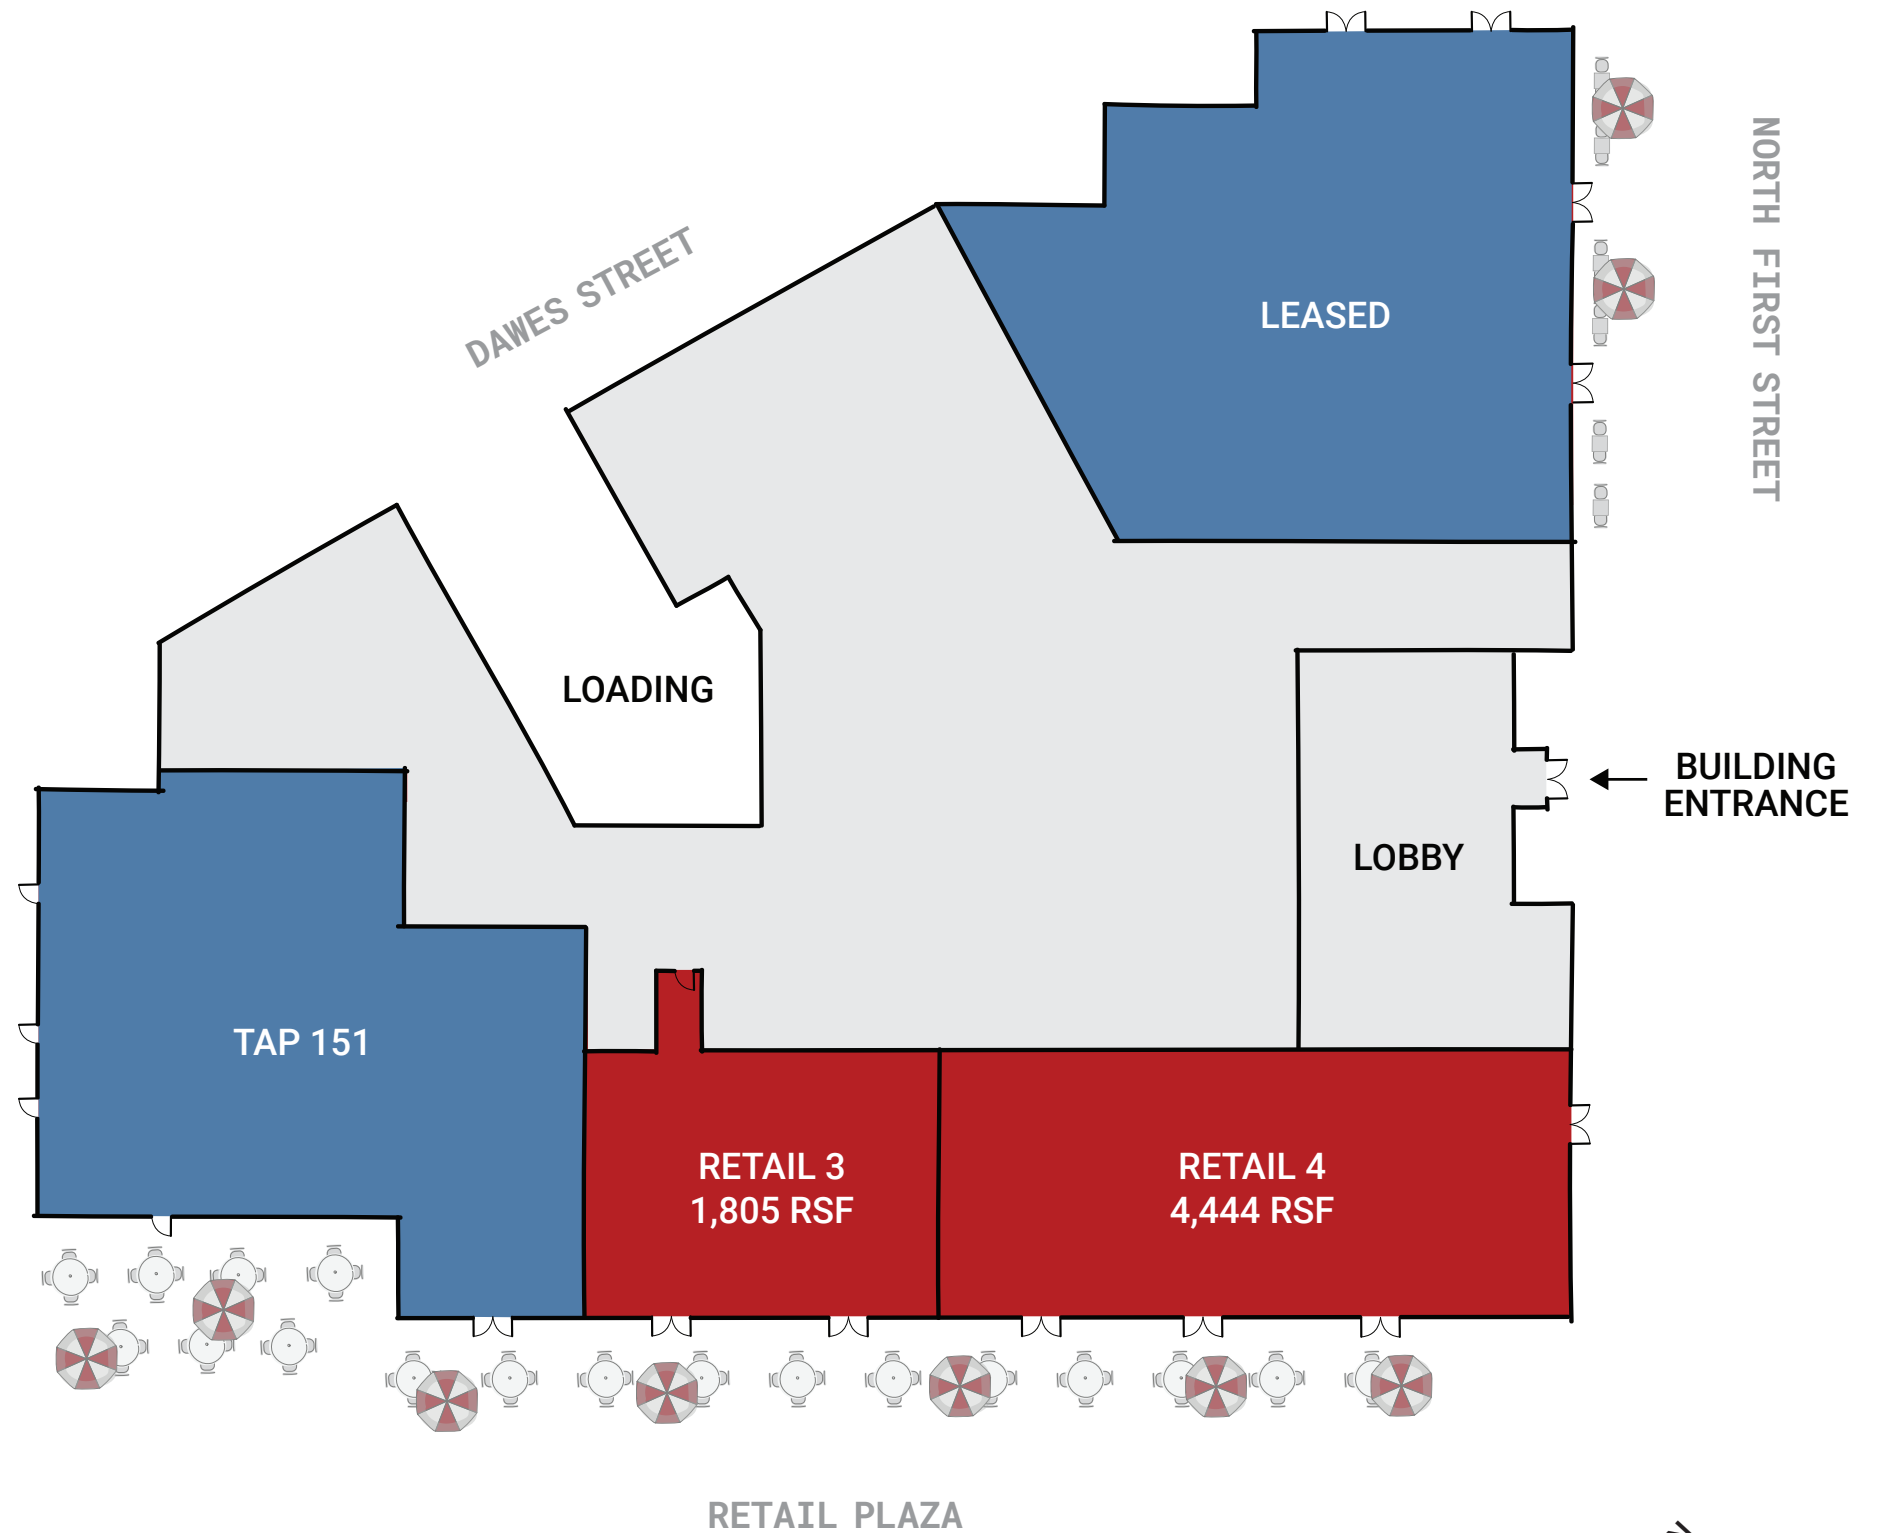 DAWES STREET
NORTH FIRST STREET
LEASED
LOADING
BUILDING
ENTRANCE
LOBBY
TAP 151
RETAIL 3
1,805 RSF
RETAIL 4
4,444 RSF
RETAIL PLAZA